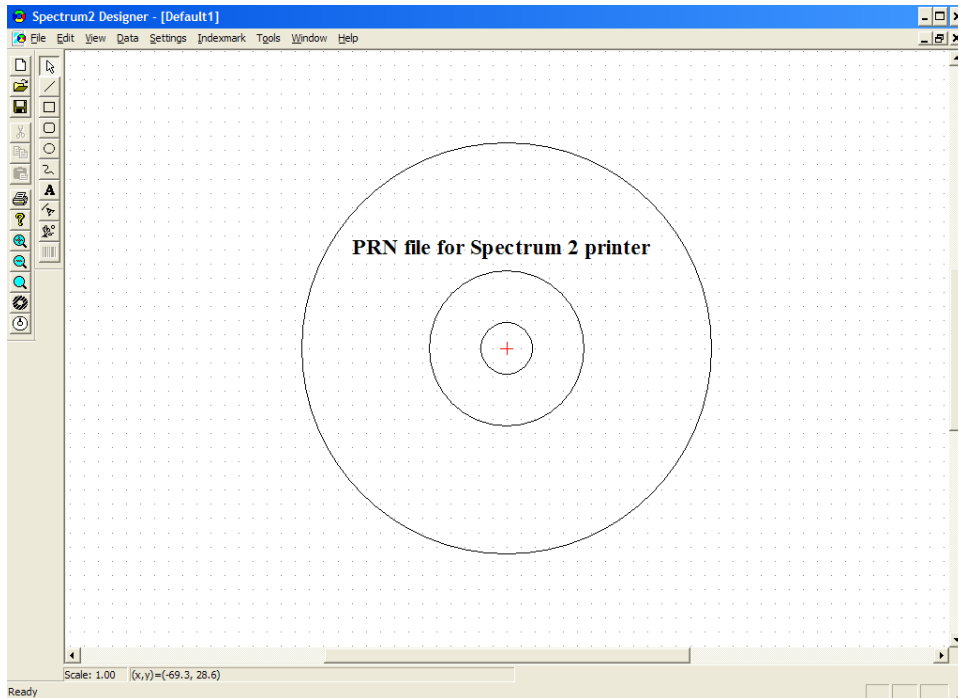 Spectrum2 Designer - [Default1]
File Edit View Data Settings Indexmark Tools Window Help
A
PRN file for Spectrum 2 printer
Scale: 1.00 (x,y)=(-69.3, 28.6)
Ready